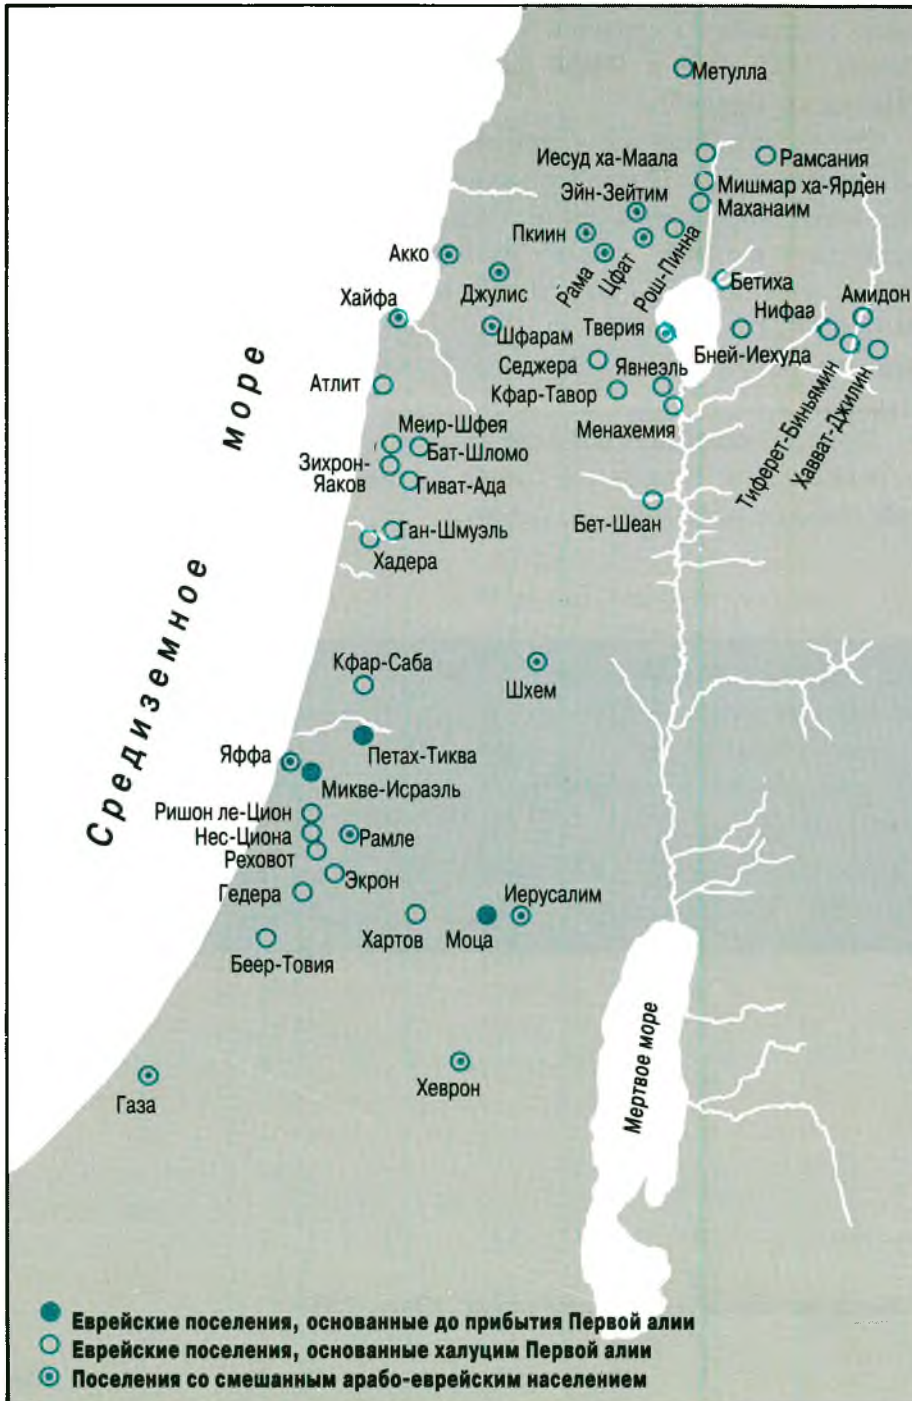 Метулла
Иесуд ха-Маала
Рамсания
Эйн-Зейтим
Мишмар ха-Ярден
Маханаим
Пкиин
Акко
Джулис
Рама
Цфат
Рош-Пинна
Бетиха
Хайфа
Шфарам
Тверия
Нифаа
Амидон
Седжера
Явнеэль
Бней-Иехуда
Атлит
Кфар-Тавор
Менахемия
Тиферет-Биньямин
Хавват-Джилин
Меир-Шфея
Бат-Шломо
Зихрон-
Яаков
Гиват-Ада
Бет-Шеан
Ган-Шмуэль
Хадера
Средиземное море
Кфар-Саба
Шхем
Яффа
Петах-Тиква
Микве-Исраэль
Ришон ле-Цион
Нес-Циона
Рамле
Реховот
Экрон
Гедера
Иерусалим
Хартов
Моца
Беер-Товия
Мертвое море
Газа
Хеврон
Еврейские поселения, основанные до прибытия Первой алии
Еврейские поселения, основанные халуцим Первой алии
Поселения со смешанным арабо-еврейским населением